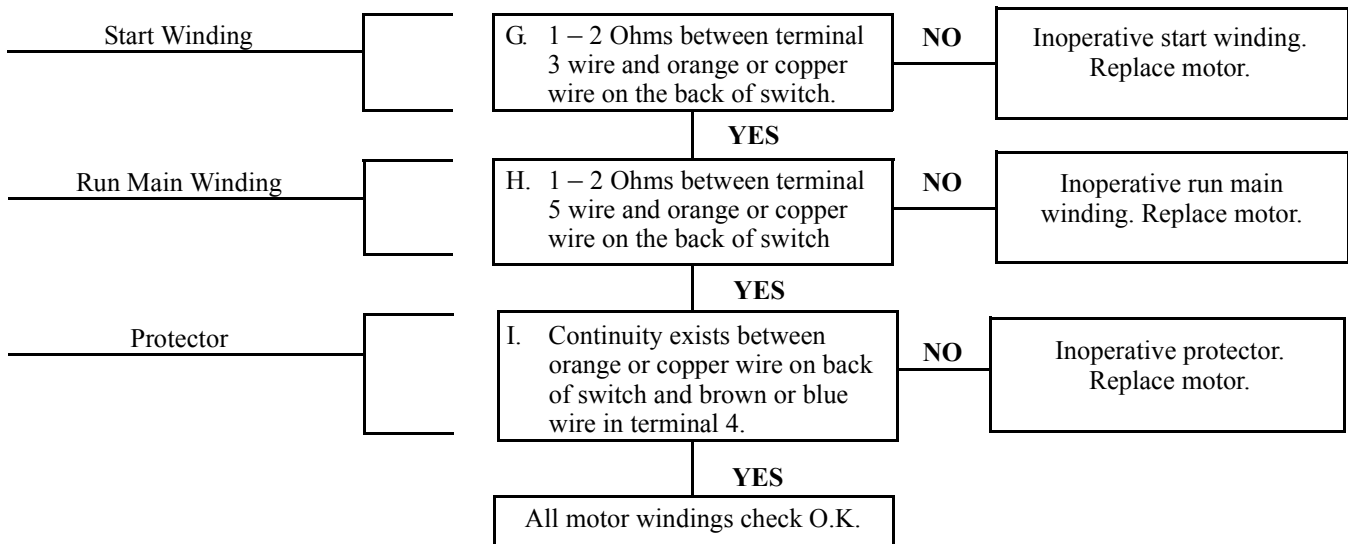 Start Winding
G. 1 – 2 Ohms between terminal
3 wire and orange or copper
wire on the back of switch.
NO
Inoperative start winding.
Replace motor.
YES
Run Main Winding
H. 1 – 2 Ohms between terminal
5 wire and orange or copper
wire on the back of switch
NO
Inoperative run main
winding. Replace motor.
YES
Protector
I. Continuity exists between
orange or copper wire on back
of switch and brown or blue
wire in terminal 4.
NO
Inoperative protector.
Replace motor.
YES
All motor windings check O.K.